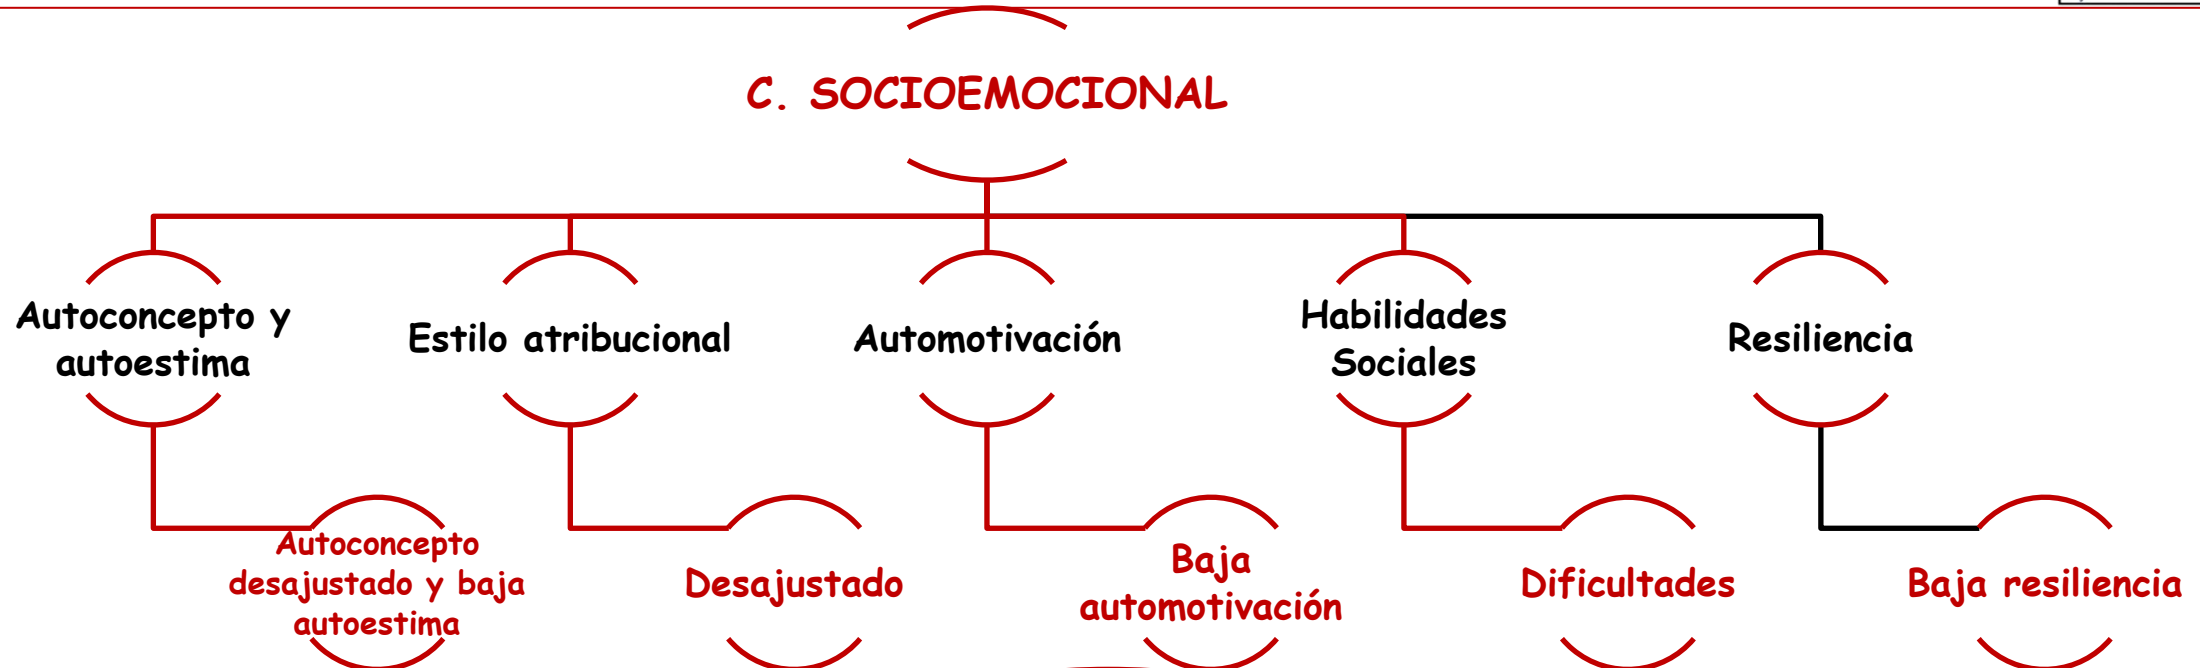 C. SOCIOEMOCIONAL
Autoconcepto y
autoestima
Estilo atribucional
Automotivación
Habilidades
Sociales
Resiliencia
Autoconcepto
desajustado y baja
autoestima
Desajustado
Baja
automotivación
Dificultades
Baja resiliencia